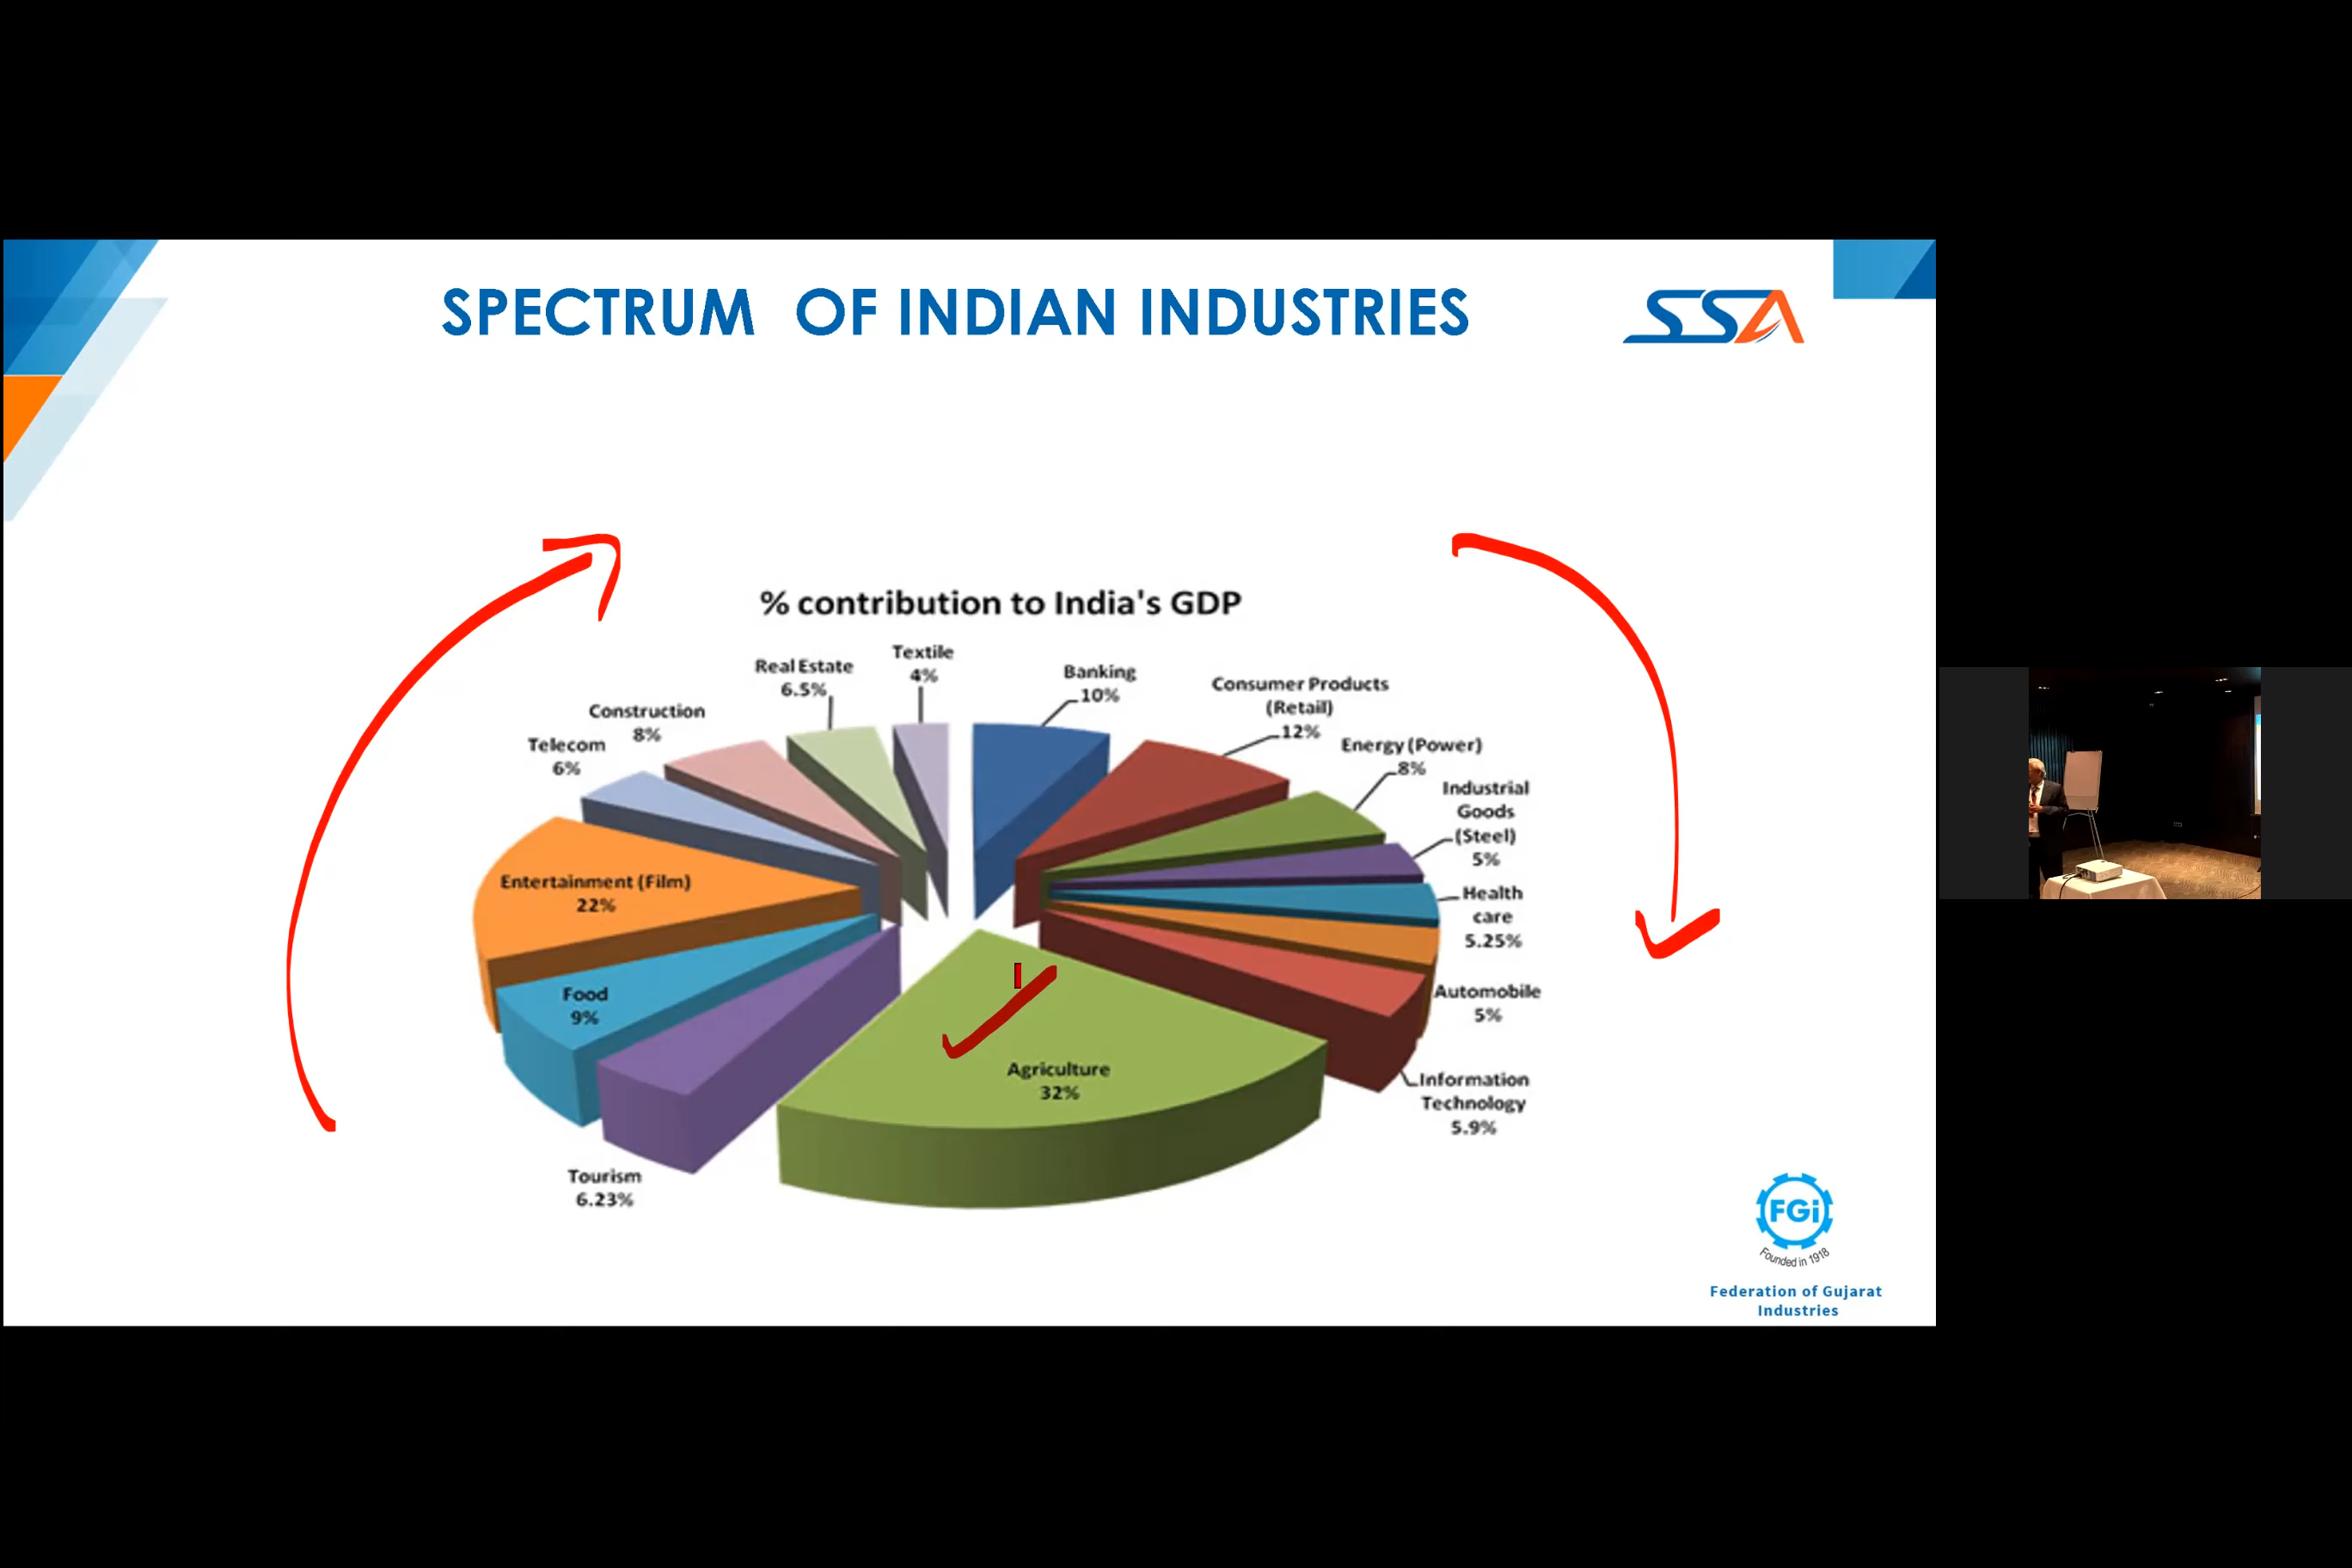 SPECTRUM OF INDIAN INDUSTRIES
SSA
% contribution to India's GDP
Textile
4%
Real Estate
6.5%
Construction
8%
Telecom
6%
Entertainment (Film)
22%
Food
9%
Tourism
6.23%
Agriculture
32%
Banking
10%
Consumer Products
(Retail)
12%
Energy (Power)
8%
Industrial
Goods
(Steel)
5%
Health
care
5.25%
Automobile
5%
Information
Technology
5.9%
FGi
Founded in 1918
Federation of Gujarat
Industries